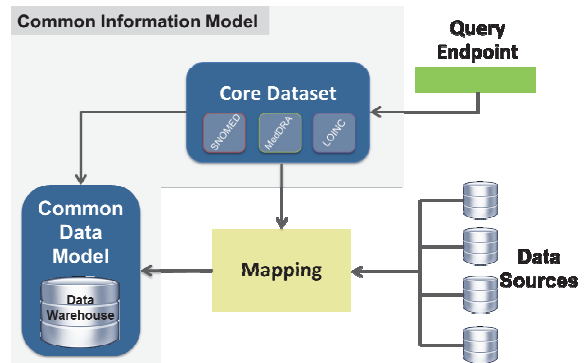 Common Information Model
Query
Endpoint
Core Dataset
SNOMED
MedDRA
LOINC
Common
Data
Model
Data
Warehouse
Mapping
Data
Sources